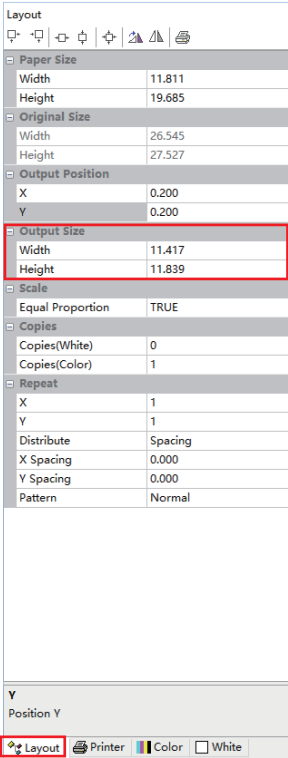 Layout
Paper Size
Width 11.811
Height 19.685
Original Size
Width 26.545
Height 27.527
Output Position
X 0.200
Y 0.200
Output Size
Width 11.417
Height 11.839
Scale
Equal Proportion TRUE
Copies
Copies(White) 0
Copies(Color) 1
Repeat
X 1
Y 1
Distribute Spacing
X Spacing 0.000
Y Spacing 0.000
Pattern Normal
Y
Position Y
Layout Printer Color White